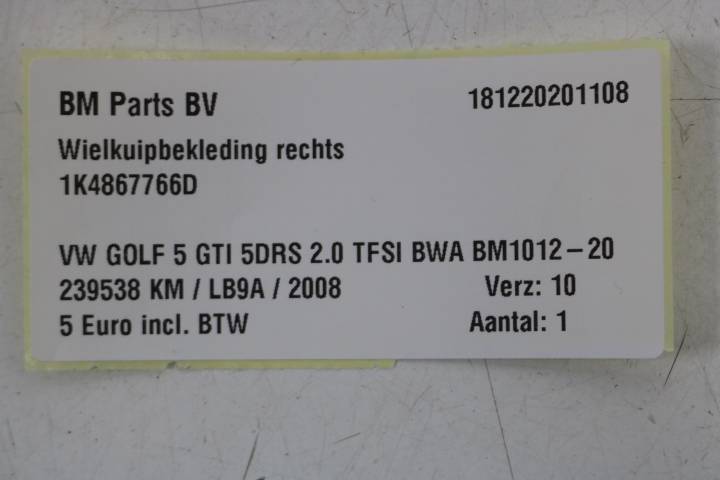 BM Parts BV 181220201108
Wielkuipbekleding rechts
1K4867766D
VW GOLF 5 GTI 5DRS 2.0 TFSI BWA BM1012-20
239538 KM / LB9A / 2008 Verz: 10
5 Euro incl. BTW Aantal: 1